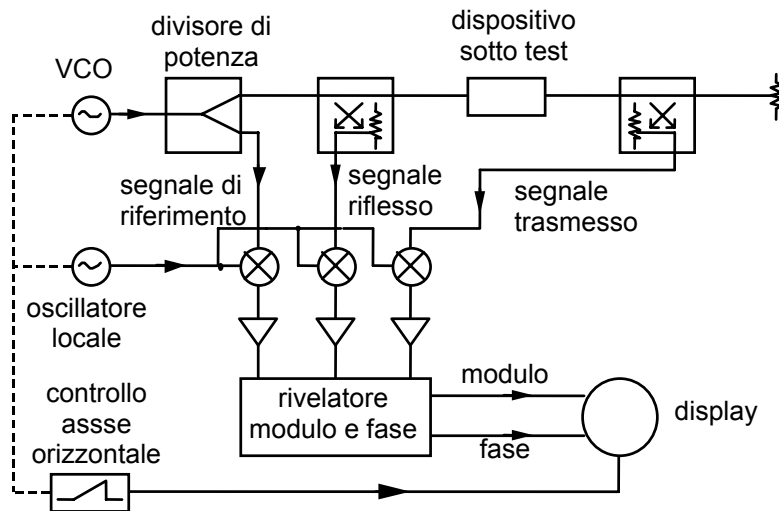 divisore di
potenza
dispositivo
sotto test
VCO
segnale di
riferimento
segnale
riflesso
segnale
trasmesso
oscillatore
locale
controllo
assse
orizzontale
rivelatore
modulo e fase
modulo
fase
display